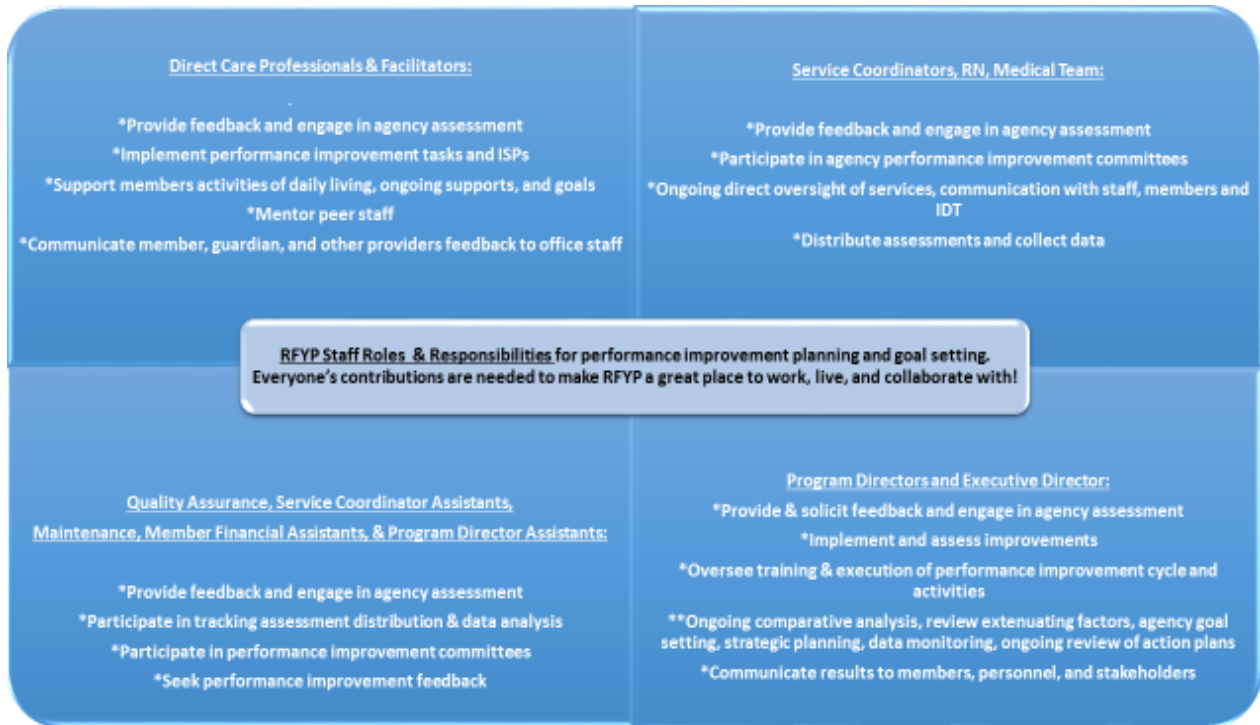 Direct Care Professionals & Facilitators:
.
*Provide feedback and engage in agency assessment
*Implement performance improvement tasks and ISPs
*Support members activities of daily living, ongoing supports, and goals
*Mentor peer staff
*Communicate member, guardian, and other providers feedback to office staff
Service Coordinators, RN, Medical Team:
*Provide feedback and engage in agency assessment
*Participate in agency performance improvement committees
*Ongoing direct oversight of services, communication with staff, members and
IDT
*Distribute assessments and collect data
RFYP Staff Roles & Responsibilities for performance improvement planning and goal setting.
Everyone's contributions are needed to make RFYP a great place to work, live, and collaborate with!
Quality Assurance, Service Coordinator Assistants,
Maintenance, Member Financial Assistants, & Program Director Assistants:
*Provide feedback and engage in agency assessment
*Participate in tracking assessment distribution & data analysis
*Participate in performance improvement committees
*Seek performance improvement feedback
Program Directors and Executive Director:
*Provide & solicit feedback and engage in agency assessment
*Implement and assess improvements
*Oversee training & execution of performance improvement cycle and
activities
**Ongoing comparative analysis, review extenuating factors, agency goal
setting, strategic planning, data monitoring, ongoing review of action plans
*Communicate results to members, personnel, and stakeholders